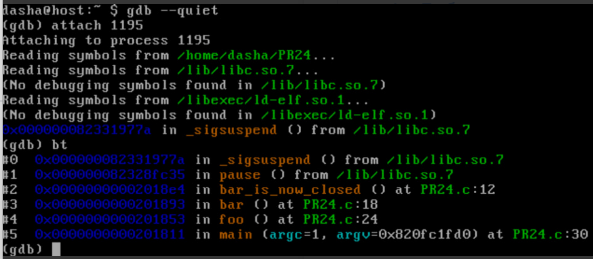 dasha@host:~ $ gdb --quiet
(gdb) attach 1195
Attaching to process 1195
Reading symbols from /home/dasha/PR24...
Reading symbols from /lib/libc.so.7...
(No debugging symbols found in /lib/libc.so.7)
Reading symbols from /libexec/ld-elf.so.1...
(No debugging symbols found in /libexec/ld-elf.so.1)
0x000000082331977a in _sigsuspend () from /lib/libc.so.7
(gdb) bt
#0 0x000000082331977a in _sigsuspend () from /lib/libc.so.7
#1 0x000000082328fc35 in pause () from /lib/libc.so.7
#2 0x00000000002018c4 in bar_is_now_closed () at PR24.c:12
#3 0x0000000000201893 in bar () at PR24.c:18
#4 0x0000000000201853 in foo () at PR24.c:24
#5 0x0000000000201811 in main (argc=1, argv=0x820fc1fd0) at PR24.c:30
(gdb)